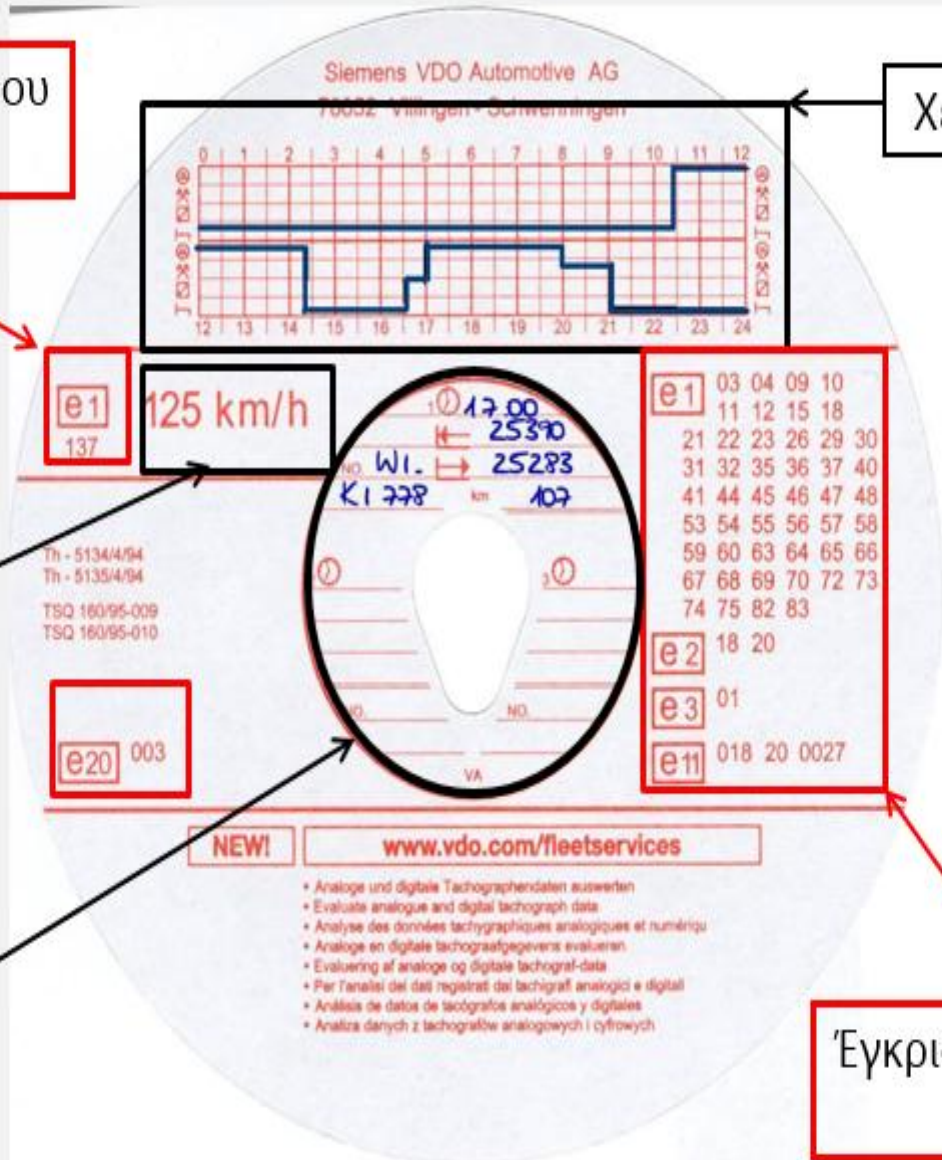 ου
Siemens VDO Automotive AG
78052 Villingen - Schwenningen
0 1 2 3 4 5 6 7 8 9 10 11 12
12 13 14 15 16 17 18 19 20 21 22 23 24
e1
137
125 km/h
1 17.00
25390
NO. WI. 25283
KI 778 km 107
3
NO. NO.
VA
e1 03 04 09 10
11 12 15 18
21 22 23 26 29 30
31 32 35 36 37 40
41 44 45 46 47 48
53 54 55 56 57 58
59 60 63 64 65 66
67 68 69 70 72 73
74 75 82 83
e2 18 20
e3 01
e11 018 20 0027
Th - 5134/4/94
Th - 5135/4/94
TSQ 160/95-009
TSQ 160/95-010
e20 003
NEW!
www.vdo.com/fleetservices
• Analoge und digitale Tachographendaten auswerten
• Evaluate analogue and digital tachograph data
• Analyse des données tachygraphiques analogiques et numériqu
• Analoge en digitale tachograafgegevens evalueren
• Evaluering af analoge og digitale tachograf-data
• Per l'analisi dei dati registrati dai tachigrafi analogici e digitali
• Análisis de datos de tacógrafos analógicos y digitales
• Analiza danych z tachografów analogowych i cyfrowych